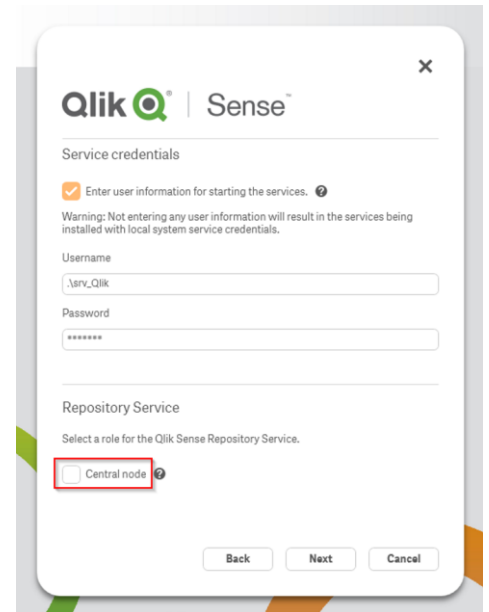 Qlik Q® | Sense™
Service credentials
Enter user information for starting the services. ?
Warning: Not entering any user information will result in the services being
installed with local system service credentials.
Username
.\srv_Qlik
Password
*******
Repository Service
Select a role for the Qlik Sense Repository Service.
Central node ?
Back Next Cancel